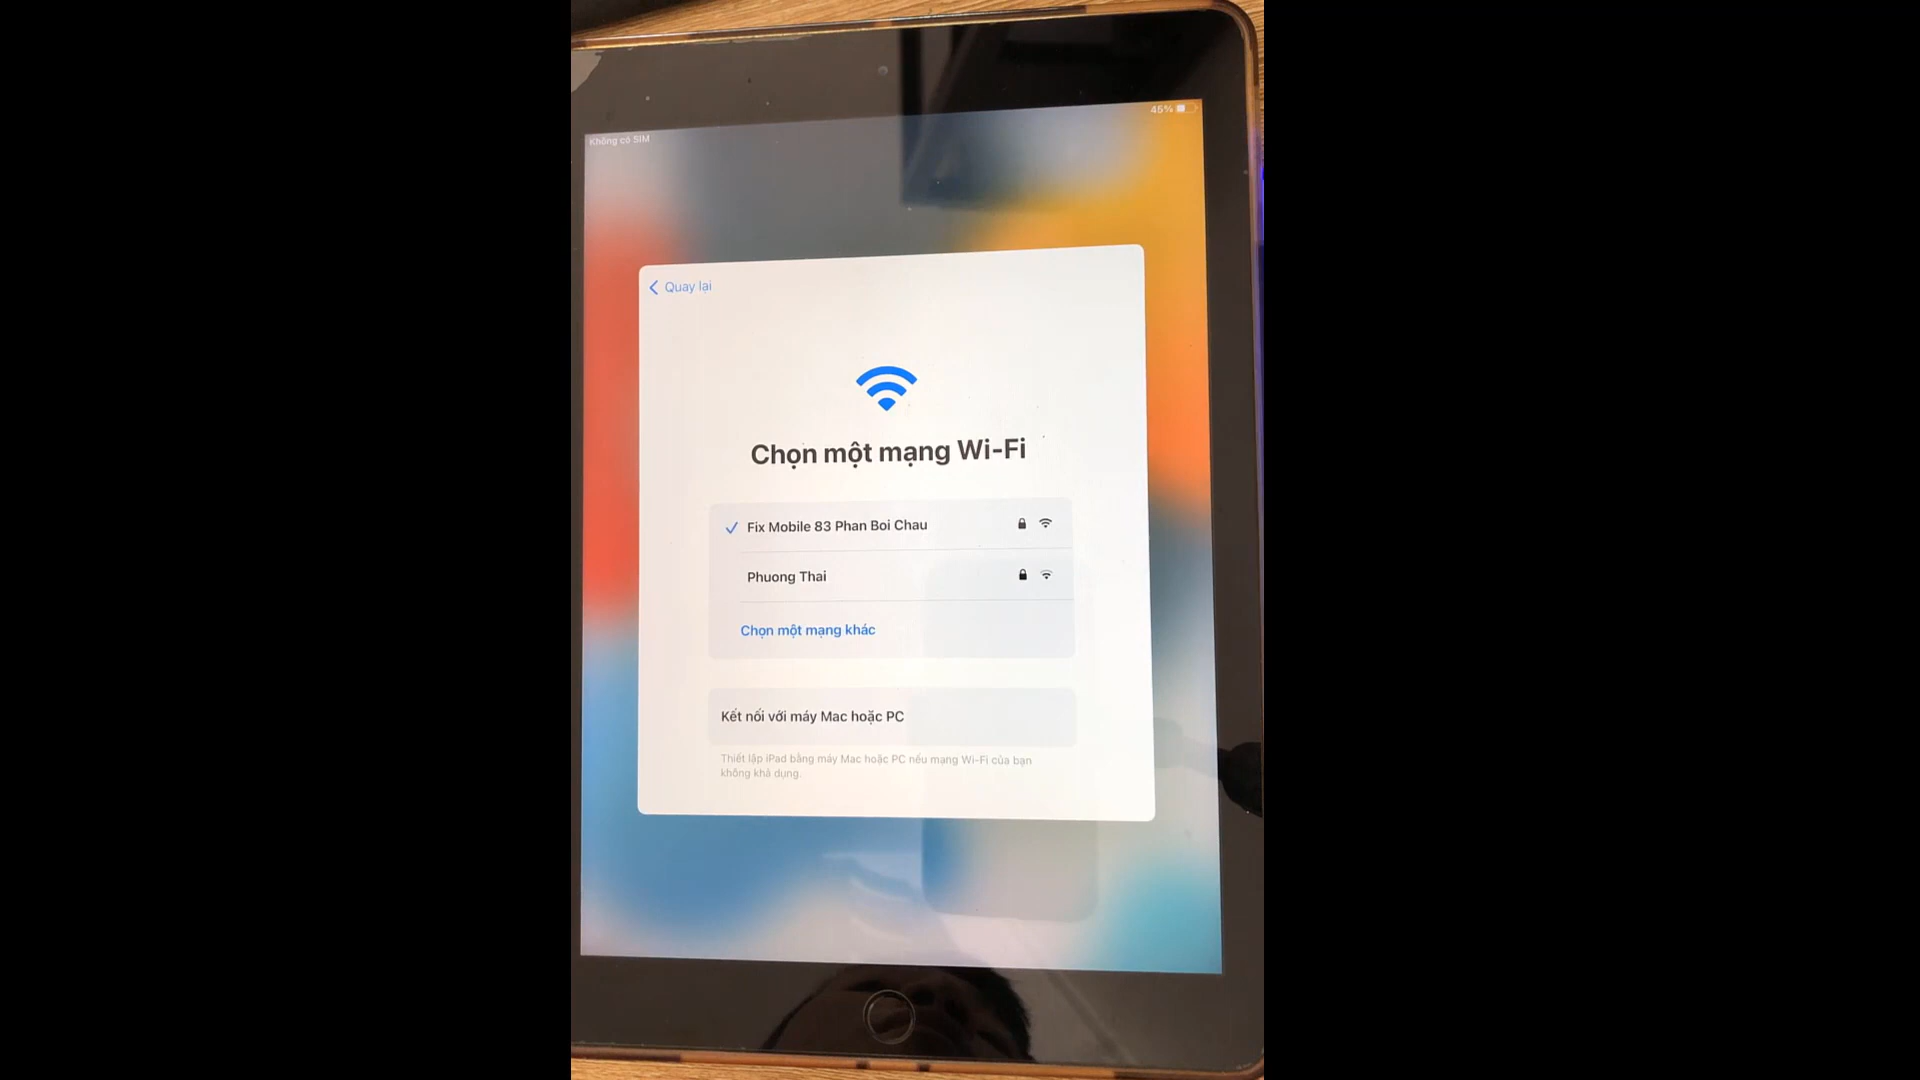 45%
Không có SIM
Quay lại
Chọn một mạng Wi-Fi
Fix Mobile 83 Phan Boi Chau
Phuong Thai
Chọn một mạng khác
Kết nối với máy Mac hoặc PC
Thiết lập iPad bằng máy Mac hoặc PC nếu mạng Wi-Fi của bạn
không khả dụng.